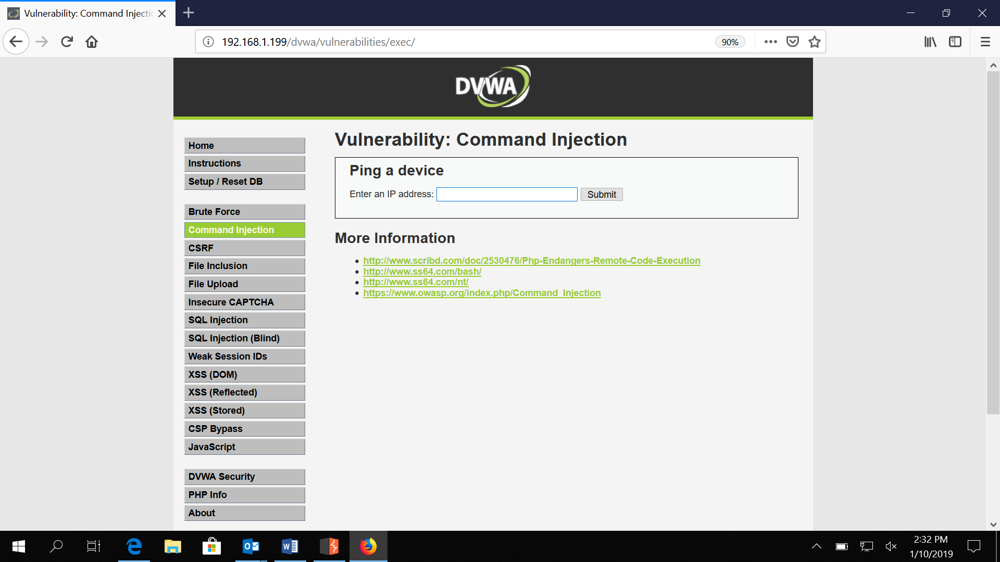 Vulnerability: Command Injectic
192.168.1.199/dvwa/vulnerabilities/exec/
90%
DVWA
Home
Instructions
Setup / Reset DB
Brute Force
Command Injection
CSRF
File Inclusion
File Upload
Insecure CAPTCHA
SQL Injection
SQL Injection (Blind)
Weak Session IDs
XSS (DOM)
XSS (Reflected)
XSS (Stored)
CSP Bypass
JavaScript
DVWA Security
PHP Info
About
Vulnerability: Command Injection
Ping a device
Enter an IP address:
Submit
More Information
http://www.scribd.com/doc/2530476/Php-Endangers-Remote-Code-Execution
http://www.ss64.com/bash/
http://www.ss64.com/nt/
https://www.owasp.org/index.php/Command_Injection
2:32 PM
1/10/2019